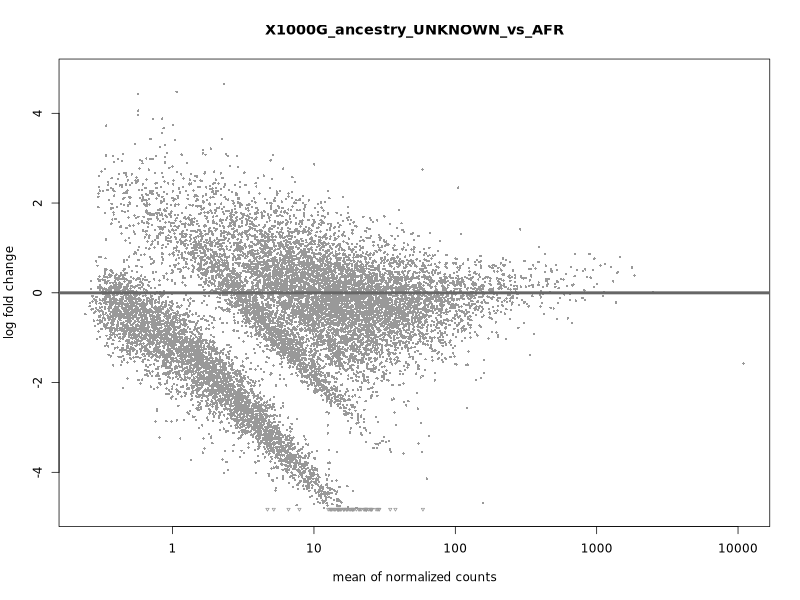 X1000G_ancestry_UNKNOWN_vs_AFR
4
2
0
-2
-4
log fold change
1 10 100 1000 10000
mean of normalized counts